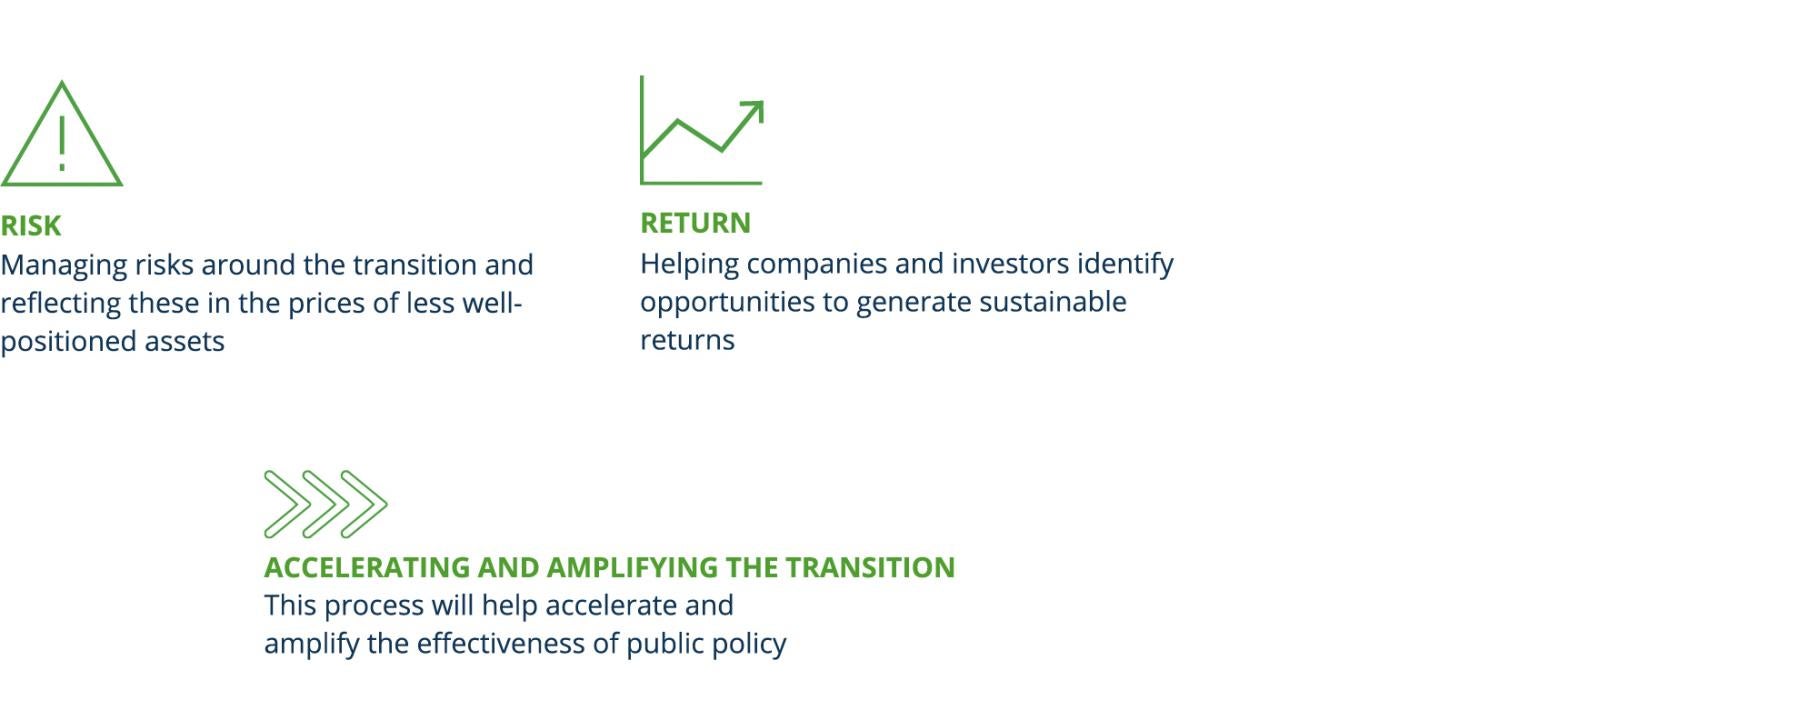 RISK
Managing risks around the transition and
reflecting these in the prices of less well-
positioned assets
RETURN
Helping companies and investors identify
opportunities to generate sustainable
returns
ACCELERATING AND AMPLIFYING THE TRANSITION
This process will help accelerate and
amplify the effectiveness of public policy